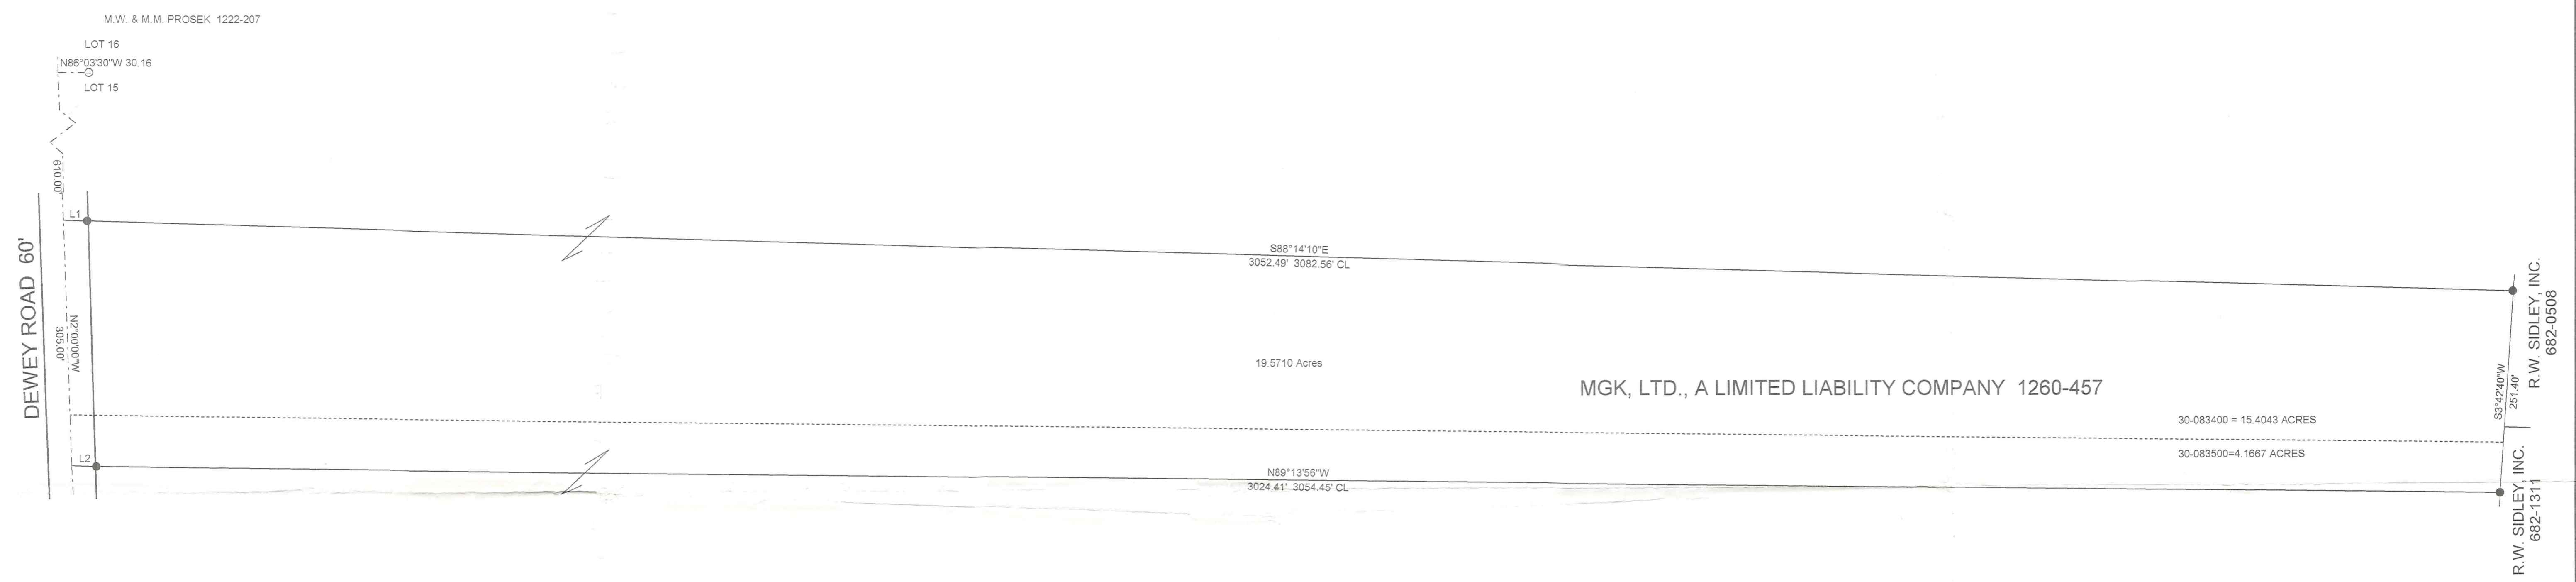 M.W. & M.M. PROSEK 1222-207
LOT 16
N86°03'30"W 30.16
LOT 15
610.00'
L1
DEWEY ROAD 60'
N2°00'00"W
305.00'
S88°14'10"E
3052.49' 3082.56' CL
19.5710 Acres
MGK, LTD., A LIMITED LIABILITY COMPANY 1260-457
S3°42'40"W
251.40'
R.W. SIDLEY, INC.
682-0508
30-083400 = 15.4043 ACRES
30-083500=4.1667 ACRES
L2
N89°13'56"W
3024.41' 3054.45' CL
R.W. SIDLEY, INC.
682-1311